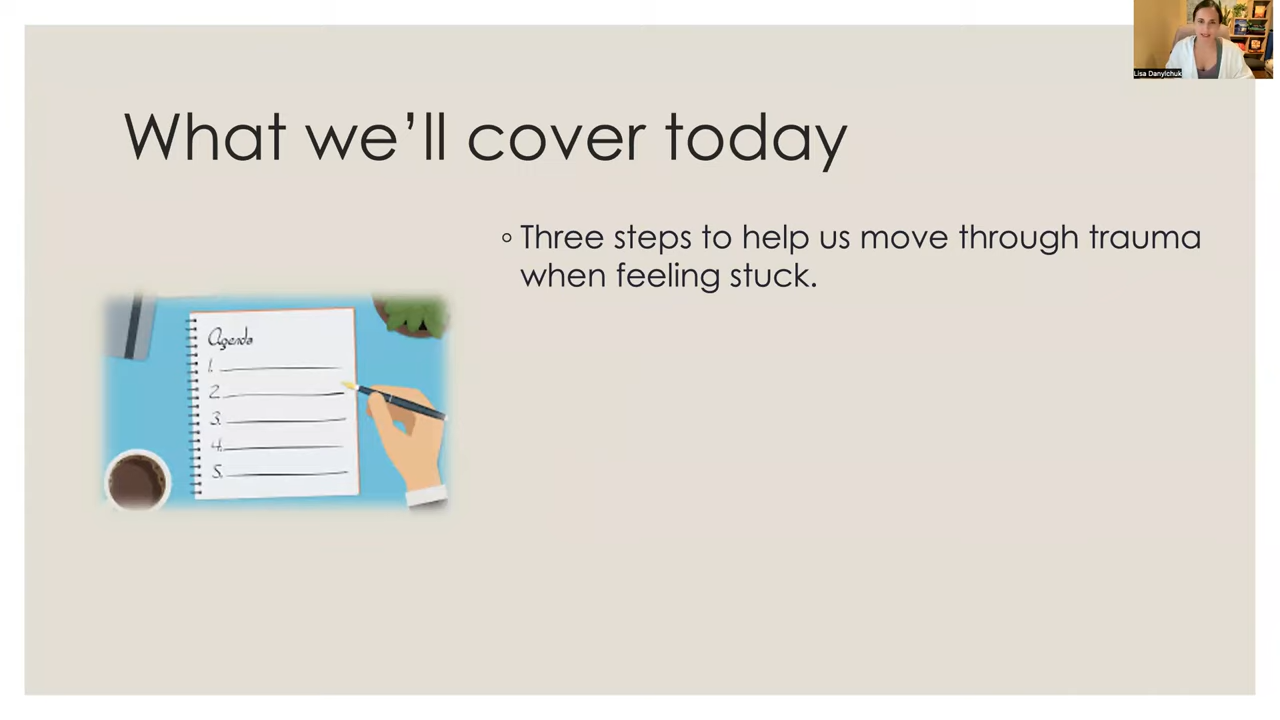 Lisa Danylchuk
What we'll cover today
◦ Three steps to help us move through trauma
when feeling stuck.
Agenda
1.
2.
3.
4.
5.